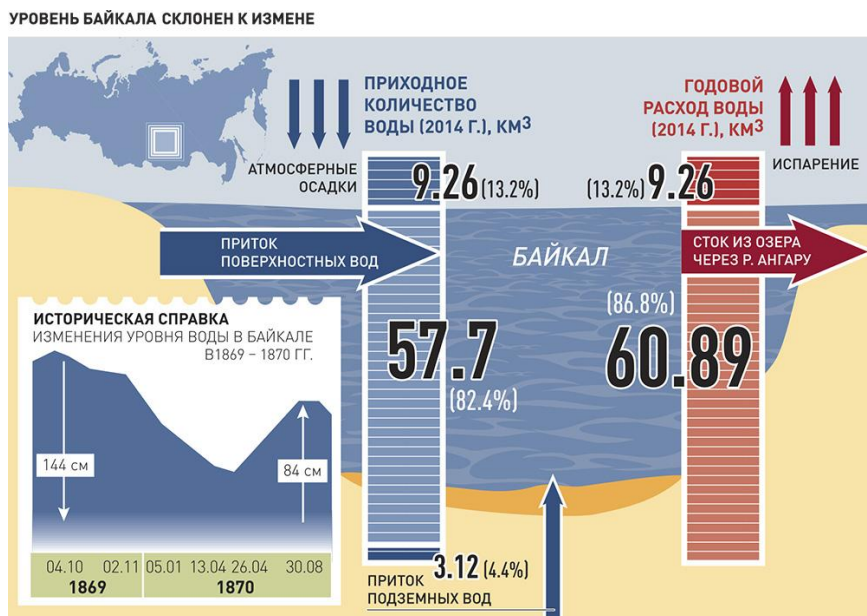 УРОВЕНЬ БАЙКАЛА СКЛОНЕН К ИЗМЕНЕ
ПРИХОДНОЕ
КОЛИЧЕСТВО
ВОДЫ (2014 Г.), КМ3
АТМОСФЕРНЫЕ
ОСАДКИ
9.26 (13.2%)
ГОДОВОЙ
РАСХОД ВОДЫ
(2014 Г.), КМ3
ИСПАРЕНИЕ
(13.2%) 9.26
ПРИТОК
ПОВЕРХНОСТНЫХ ВОД
БАЙКАЛ
СТОК ИЗ ОЗЕРА
ЧЕРЕЗ Р. АНГАРУ
57.7
(82.4%)
(86.8%)
60.89
ИСТОРИЧЕСКАЯ СПРАВКА
ИЗМЕНЕНИЯ УРОВНЯ ВОДЫ В БАЙКАЛЕ
В1869 – 1870 ГГ.
144 см
84 см
04.10 02.11 05.01 13.04 26.04 30.08
1869 1870
3.12 (4.4%)
ПРИТОК
ПОДЗЕМНЫХ ВОД